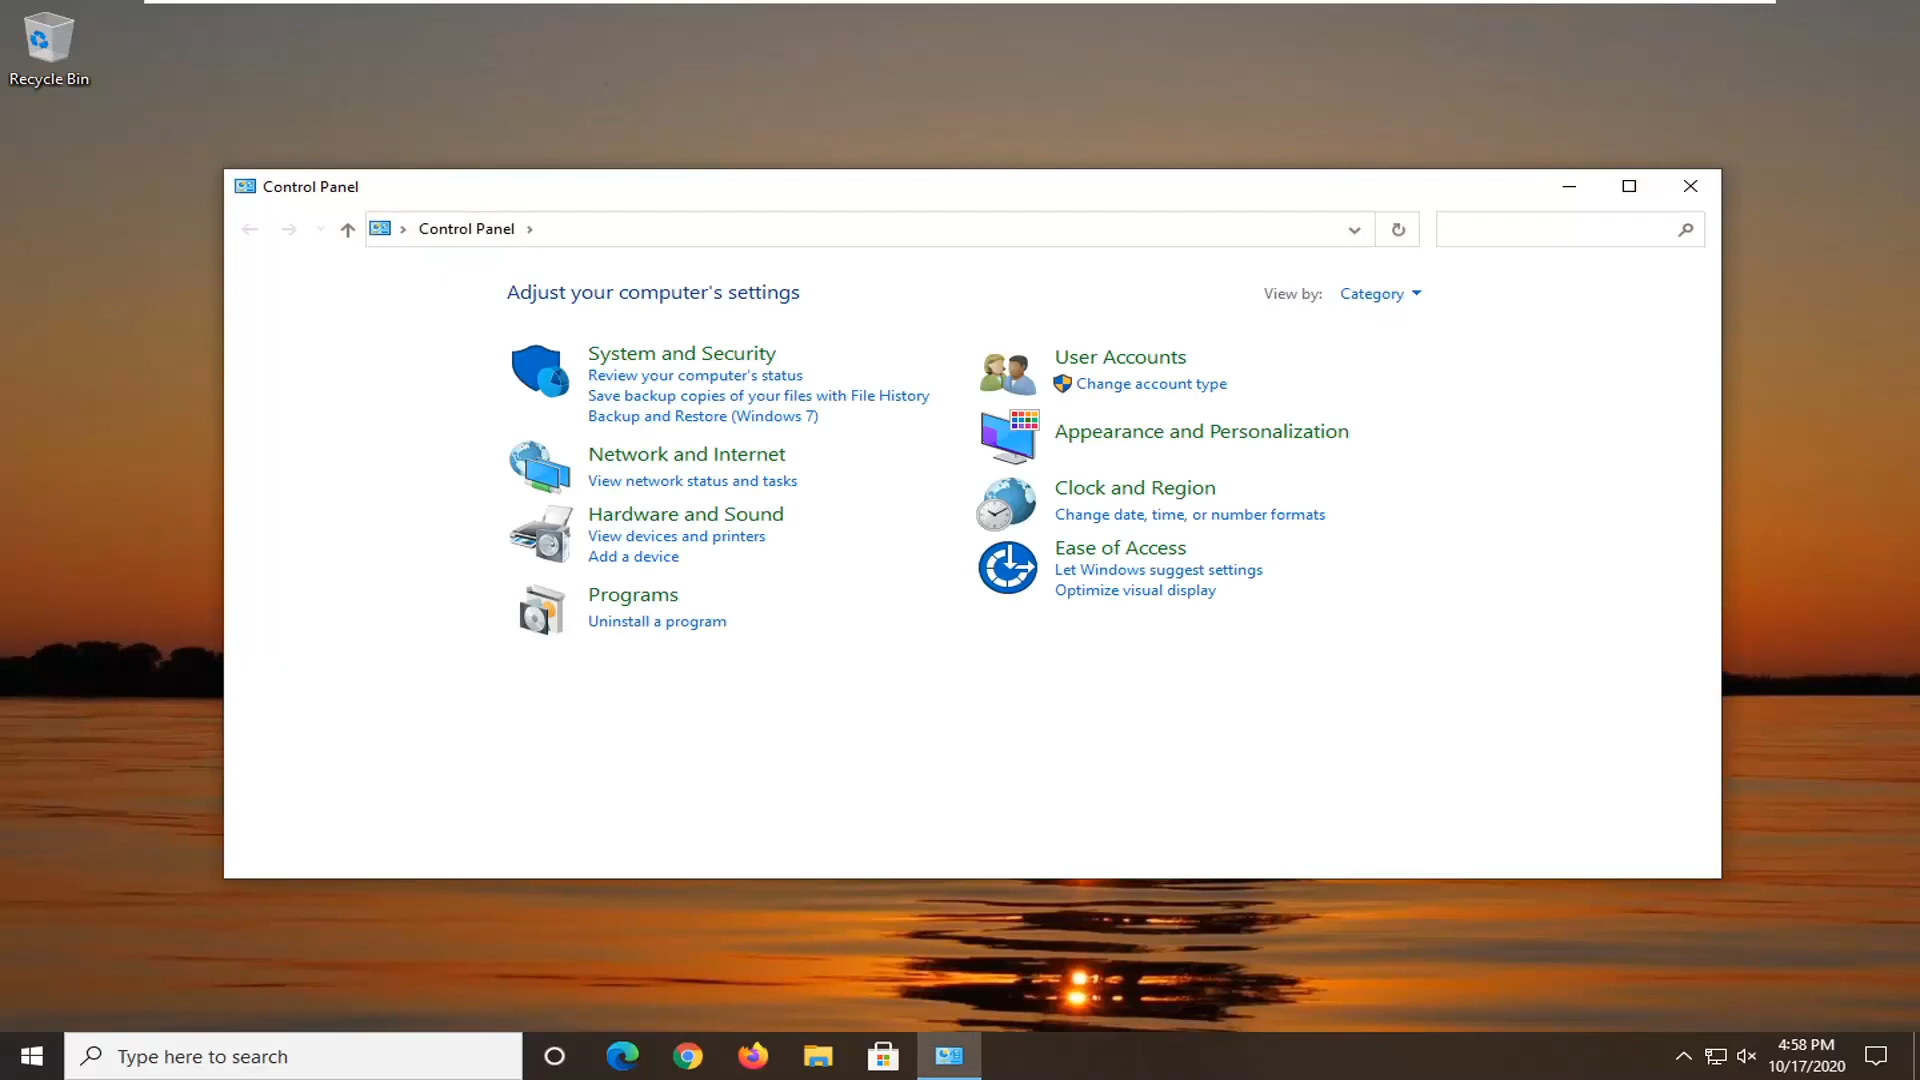 Recycle Bin
Control Panel
Control Panel
Adjust your computer's settings
View by: Category
System and Security
Review your computer's status
Save backup copies of your files with File History
Backup and Restore (Windows 7)
Network and Internet
View network status and tasks
Hardware and Sound
View devices and printers
Add a device
Programs
Uninstall a program
User Accounts
Change account type
Appearance and Personalization
Clock and Region
Change date, time, or number formats
Ease of Access
Let Windows suggest settings
Optimize visual display
Type here to search
4:58 PM
10/17/2020